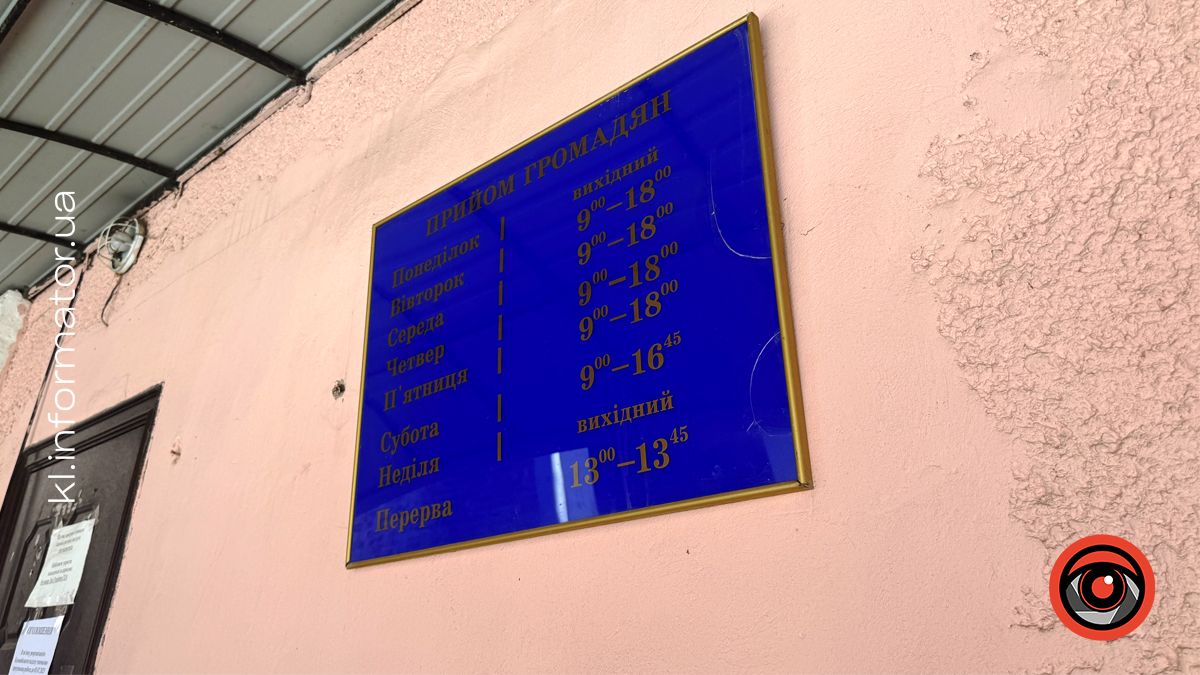 ПРИЙОМ ГРОМАДЯН
Понеділок | вихідний
Вівторок | 9⁰⁰–18⁰⁰
Середа | 9⁰⁰–18⁰⁰
Четвер | 9⁰⁰–18⁰⁰
П'ятниця | 9⁰⁰–18⁰⁰
Субота | 9⁰⁰–16⁴⁵
Неділя | вихідний
Перерва 13⁰⁰–13⁴⁵
kl.informator.ua
ОГОЛОШЕННЯ